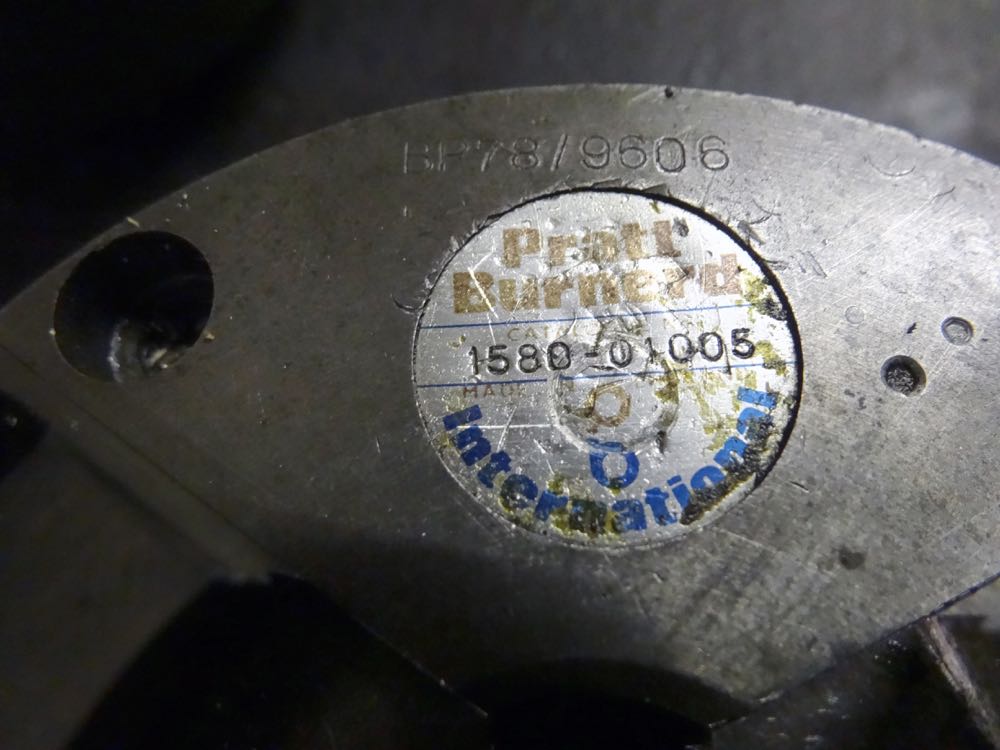 BP78/9606
Pratt
Burnerd
1580-01005
International